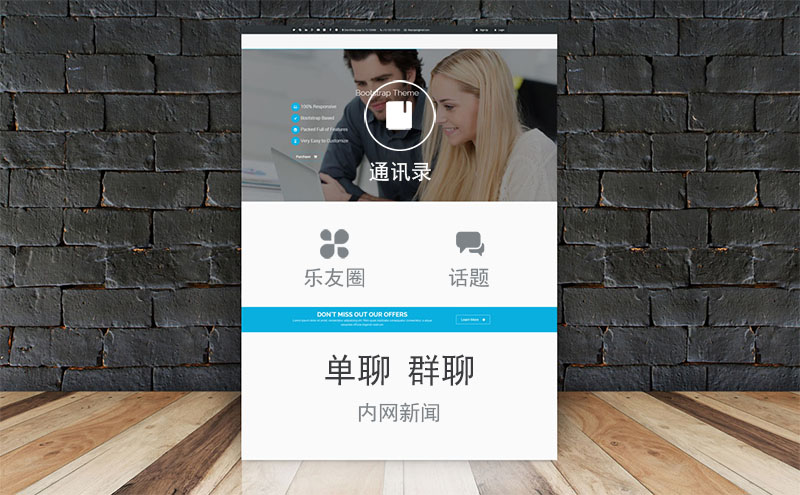 Bootstrap Theme
100% Responsive
Bootstrap Based
Packed Full of Features
Very Easy to Customize
Purchase
通讯录
乐友圈 话题
DON'T MISS OUT OUR OFFERS
Learn More
单聊 群聊
内网新闻